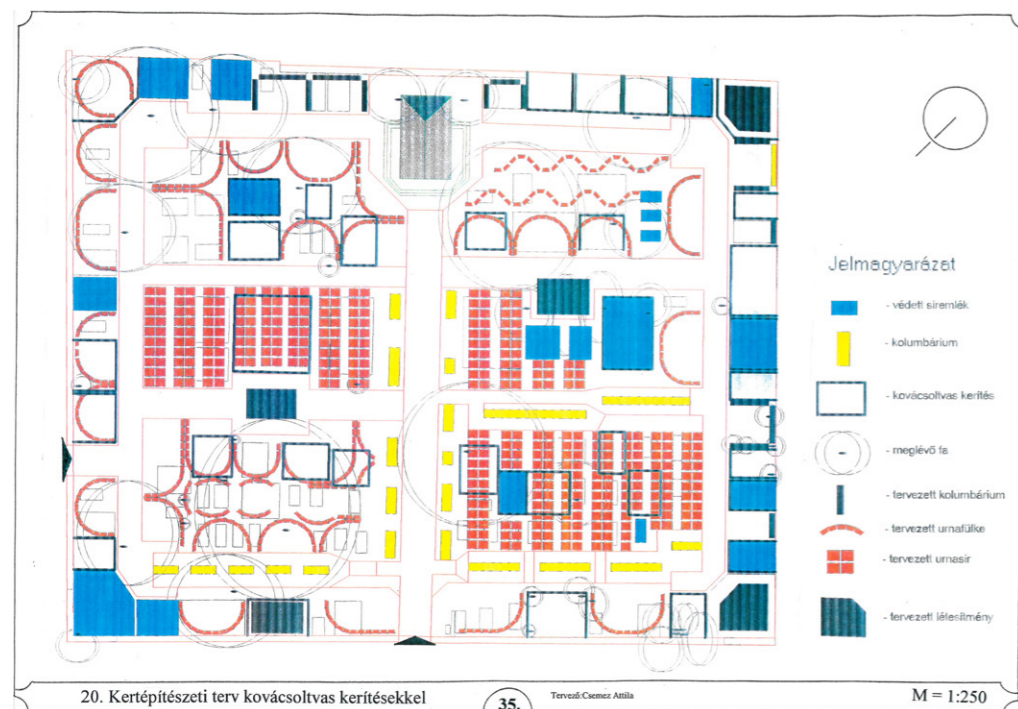 Jelmagyarázat
- védett síremlék
- kolumbárium
- kovácsoltvas kerítés
- meglévő fa
- tervezett kolumbárium
- tervezett urnafülke
- tervezett urnasír
- tervezett létesítmény
20. Kertépítészeti terv kovácsoltvas kerítésekkel
35.
Tervező:Csemez Attila
M = 1:250